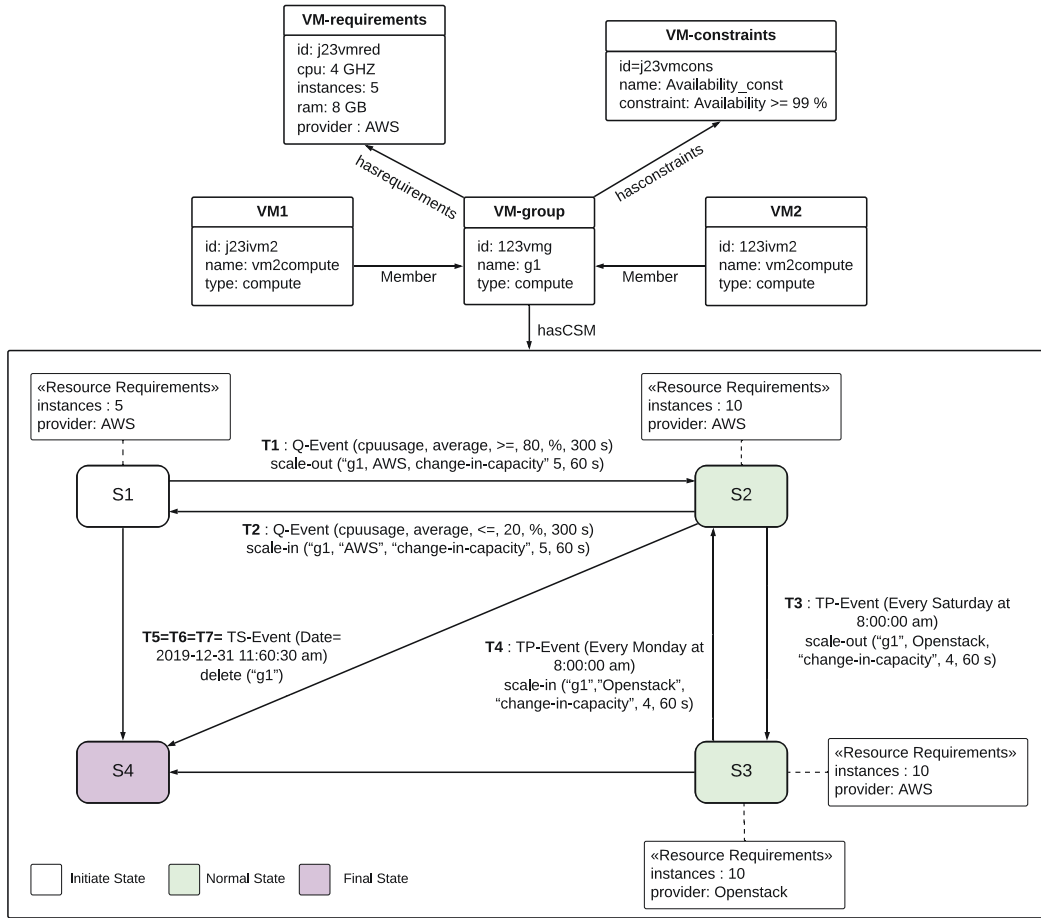 VM-requirements
id: j23vmred
cpu: 4 GHZ
instances: 5
ram: 8 GB
provider : AWS
VM-constraints
id=j23vmcons
name: Availability_const
constraint: Availability >= 99 %
hasrequirements
hasconstraints
VM1
id: j23ivm2
name: vm2compute
type: compute
Member
VM-group
id: 123vmg
name: g1
type: compute
Member
VM2
id: 123ivm2
name: vm2compute
type: compute
hasCSM
«Resource Requirements»
instances : 5
provider: AWS
«Resource Requirements»
instances : 10
provider: AWS
T1 : Q-Event (cpuusage, average, >=, 80, %, 300 s)
scale-out (“g1, AWS, change-in-capacity” 5, 60 s)
S1
S2
T2 : Q-Event (cpuusage, average, <=, 20, %, 300 s)
scale-in (“g1, “AWS”, “change-in-capacity”, 5, 60 s)
T3 : TP-Event (Every Saturday at
8:00:00 am)
scale-out (“g1”, Openstack,
“change-in-capacity”, 4, 60 s)
T5=T6=T7= TS-Event (Date=
2019-12-31 11:60:30 am)
delete (“g1”)
T4 : TP-Event (Every Monday at
8:00:00 am)
scale-in (“g1”,”Openstack”,
“change-in-capacity”, 4, 60 s)
S4
S3
«Resource Requirements»
instances : 10
provider: AWS
«Resource Requirements»
instances : 10
provider: Openstack
Initiate State
Normal State
Final State